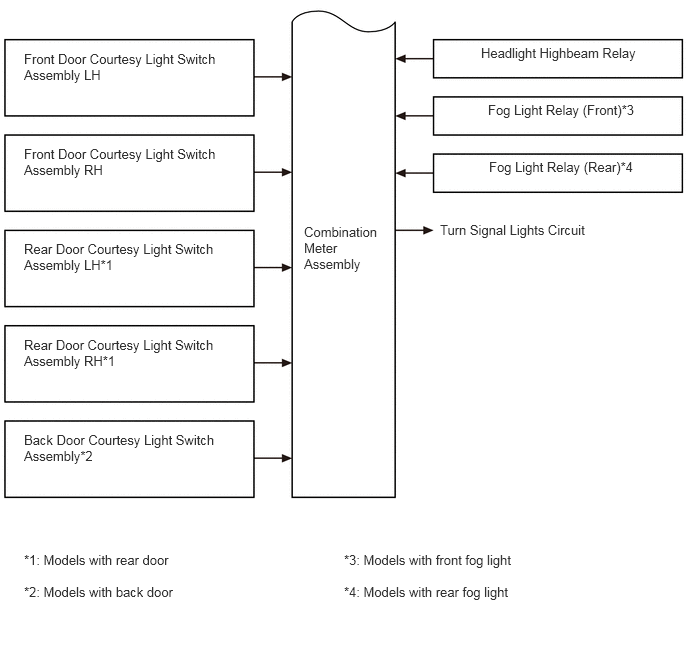 Front Door Courtesy Light Switch
Assembly LH
Front Door Courtesy Light Switch
Assembly RH
Rear Door Courtesy Light Switch
Assembly LH*1
Rear Door Courtesy Light Switch
Assembly RH*1
Back Door Courtesy Light Switch
Assembly*2
Combination
Meter
Assembly
Headlight Highbeam Relay
Fog Light Relay (Front)*3
Fog Light Relay (Rear)*4
Turn Signal Lights Circuit
*1: Models with rear door
*2: Models with back door
*3: Models with front fog light
*4: Models with rear fog light